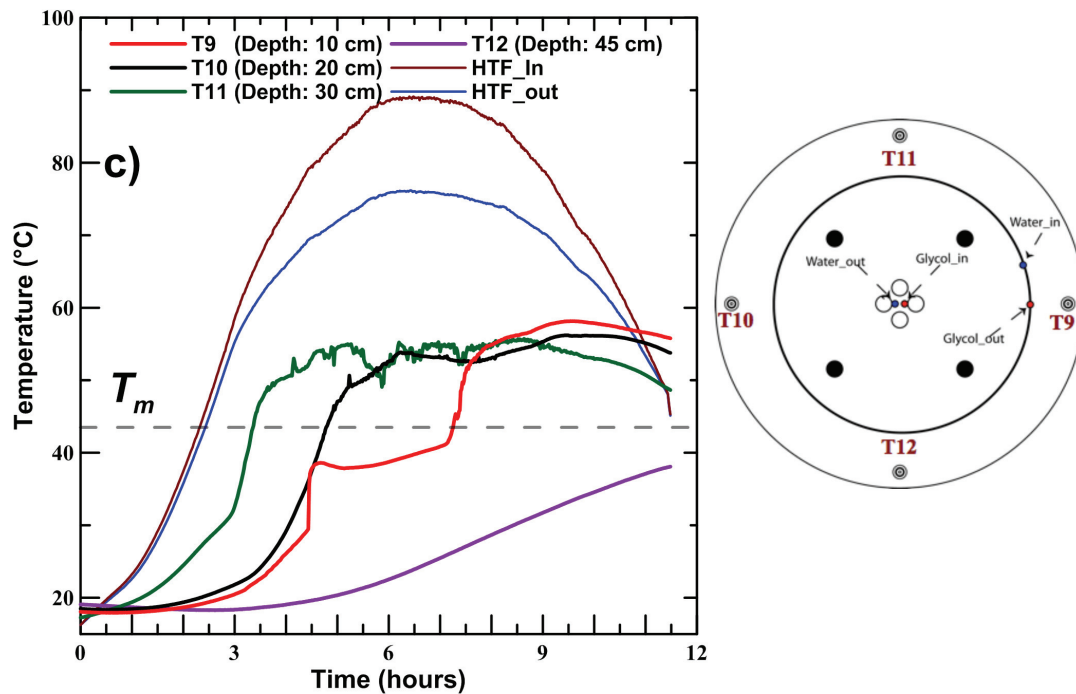 100
T9 (Depth: 10 cm)
T12 (Depth: 45 cm)
T10 (Depth: 20 cm)
HTF_In
T11 (Depth: 30 cm)
HTF_out
c)
80
60
40
20
Temperature (°C)
T_m
0
3
6
9
12
Time (hours)
T11
Water_in
Water_out
Glycol_in
T10
T9
Glycol_out
T12